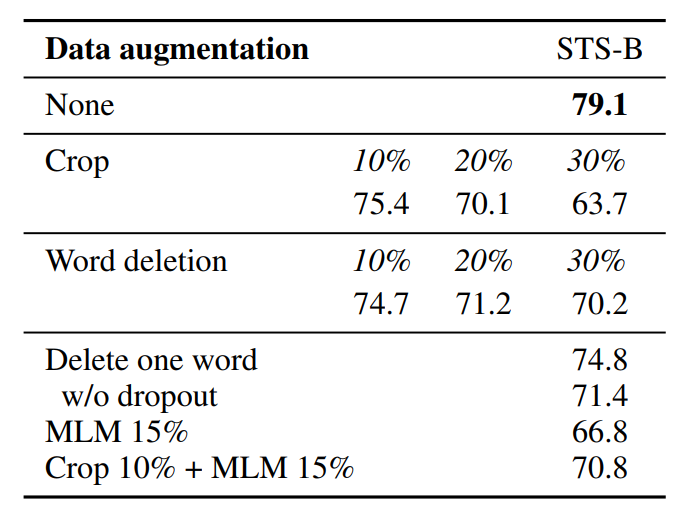 Data augmentation STS-B
None 79.1
Crop 10% 20% 30%
75.4 70.1 63.7
Word deletion 10% 20% 30%
74.7 71.2 70.2
Delete one word 74.8
w/o dropout 71.4
MLM 15% 66.8
Crop 10% + MLM 15% 70.8